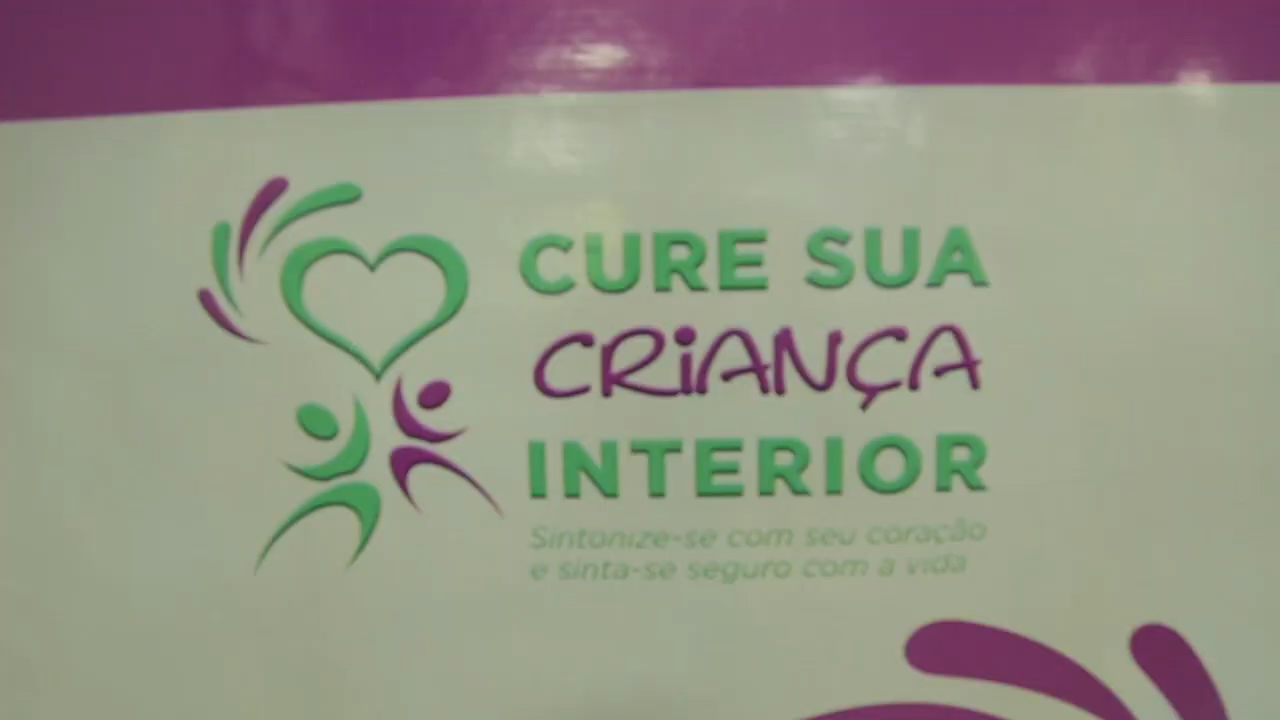 CURE SUA
CRiANÇA
INTERIOR
Sintonize-se com seu coração
e sinta-se seguro com a vida